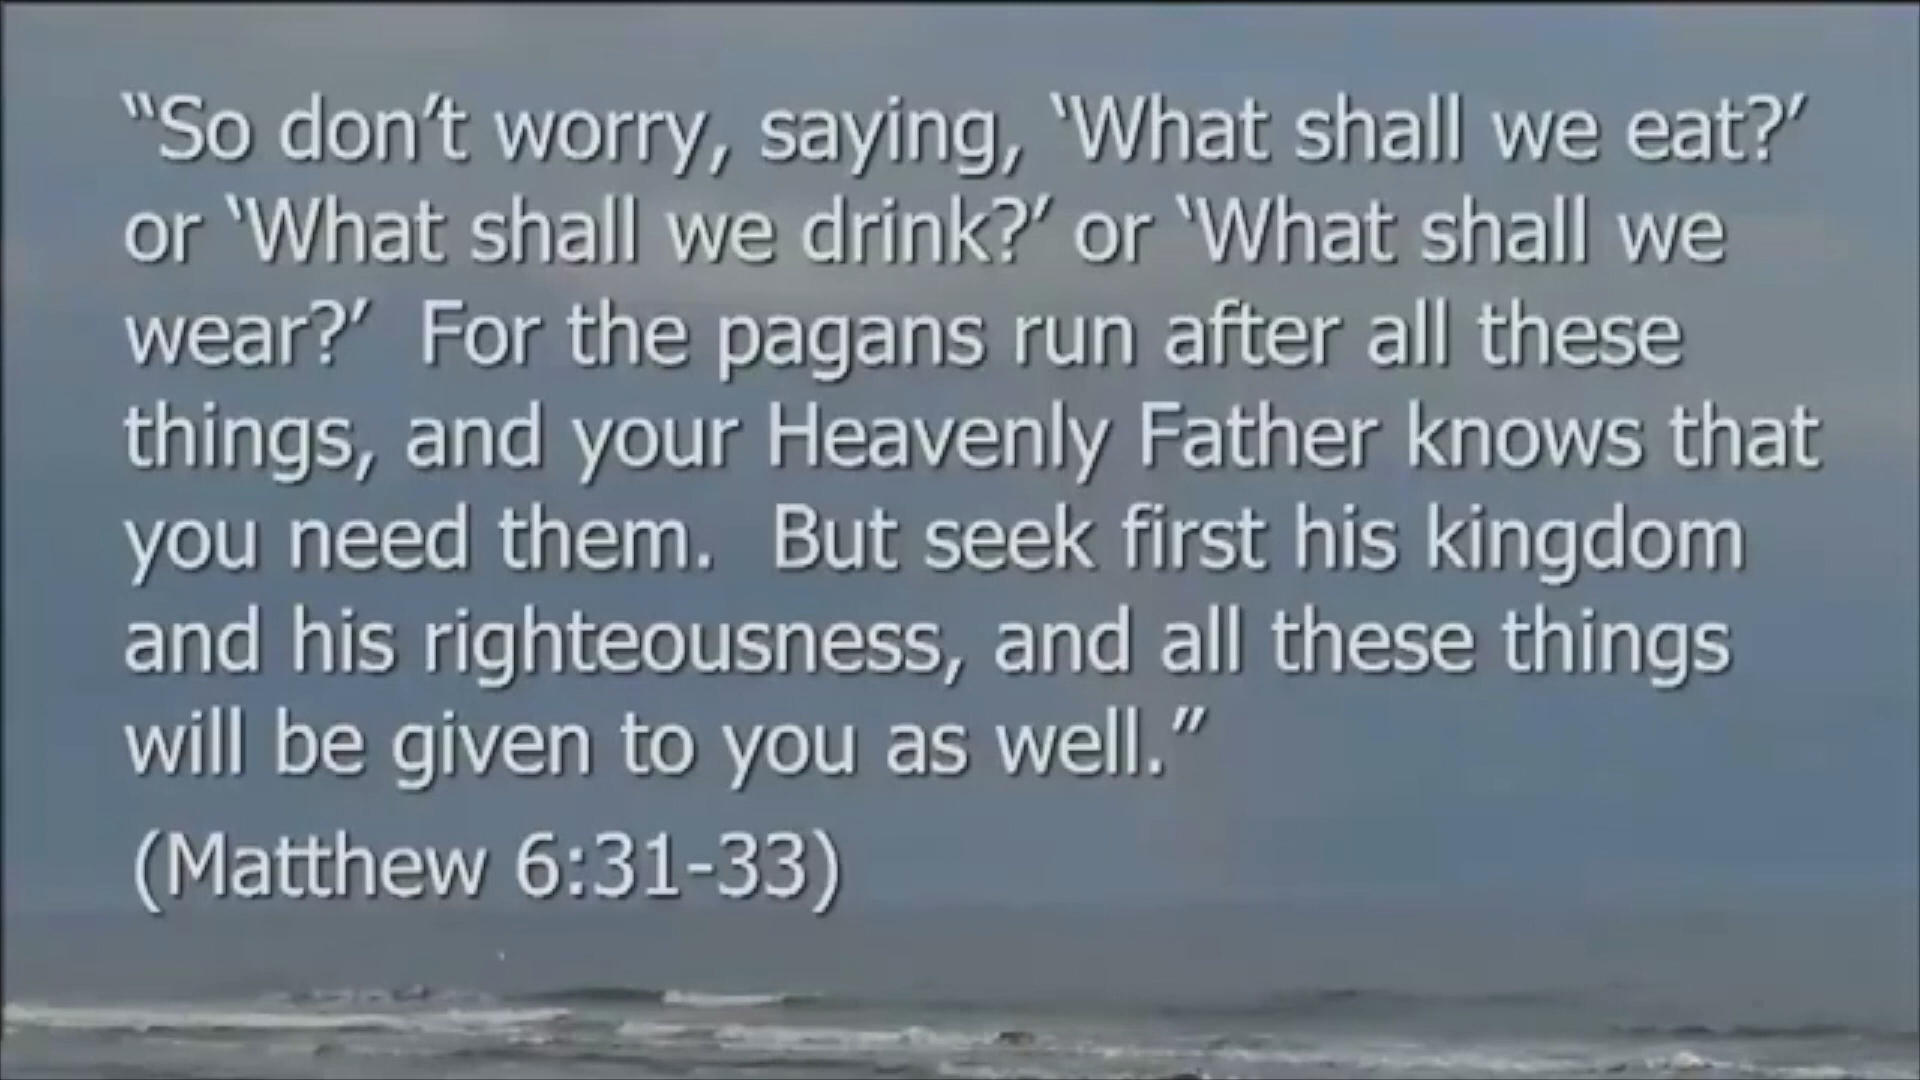 “So don’t worry, saying, ‘What shall we eat?’
or ‘What shall we drink?’ or ‘What shall we
wear?’  For the pagans run after all these
things, and your Heavenly Father knows that
you need them.  But seek first his kingdom
and his righteousness, and all these things
will be given to you as well.”
(Matthew 6:31-33)